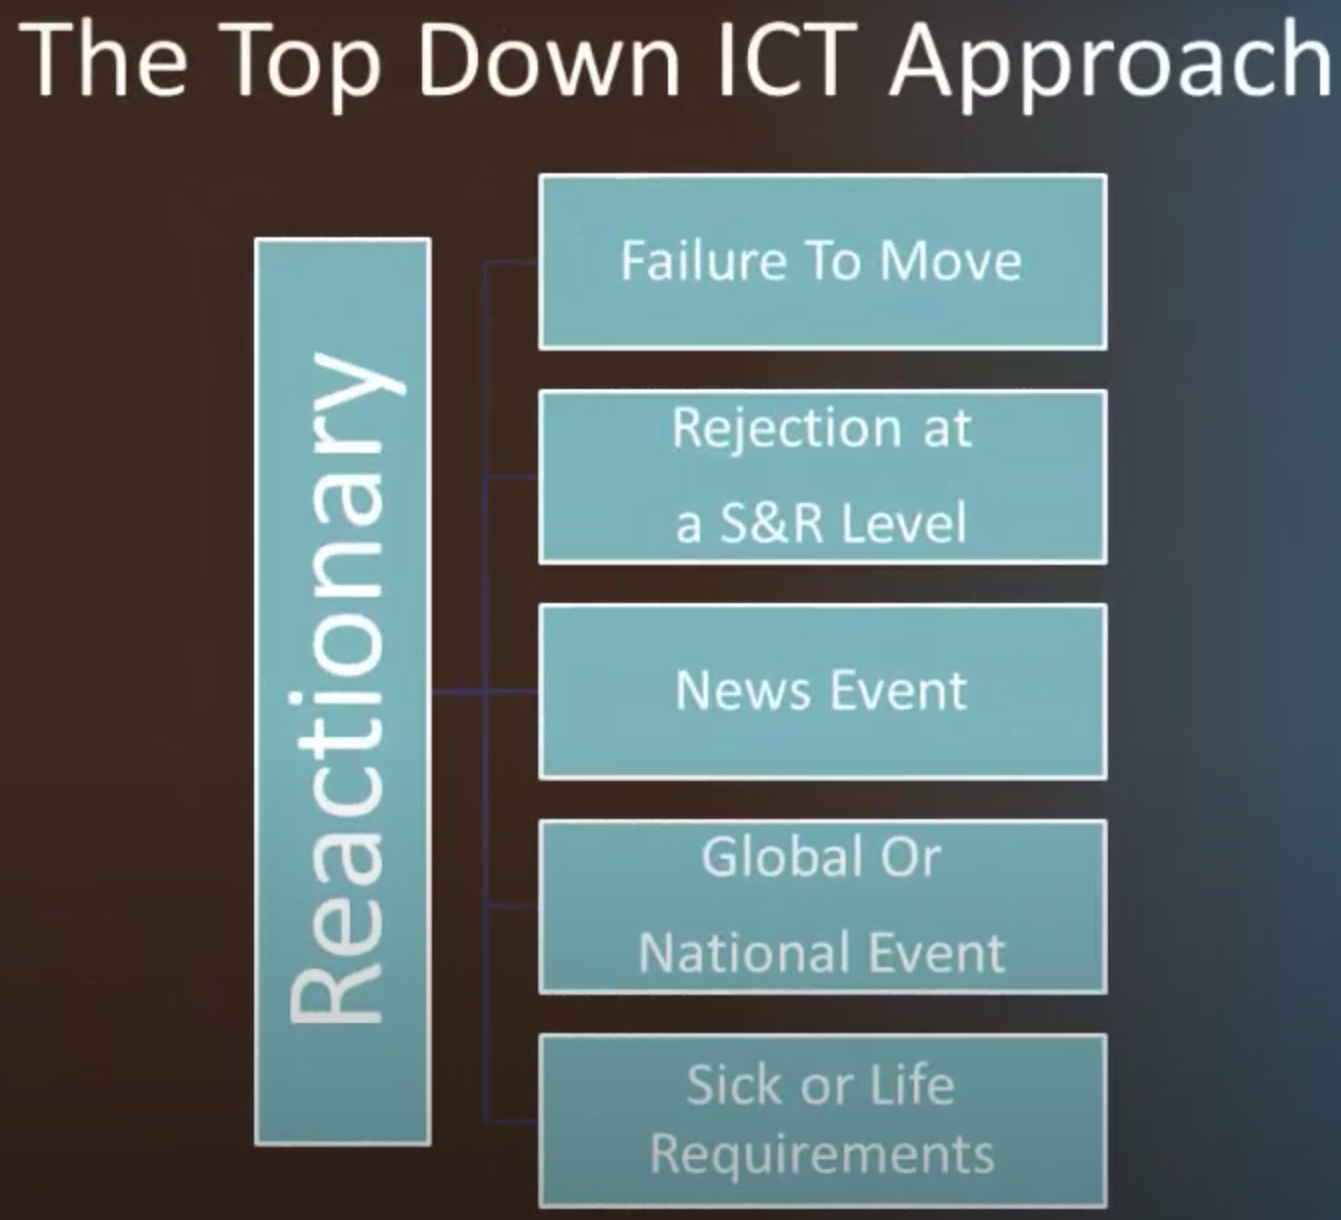 The Top Down ICT Approach
Reactionary
Failure To Move
Rejection at
a S&R Level
News Event
Global Or
National Event
Sick or Life
Requirements